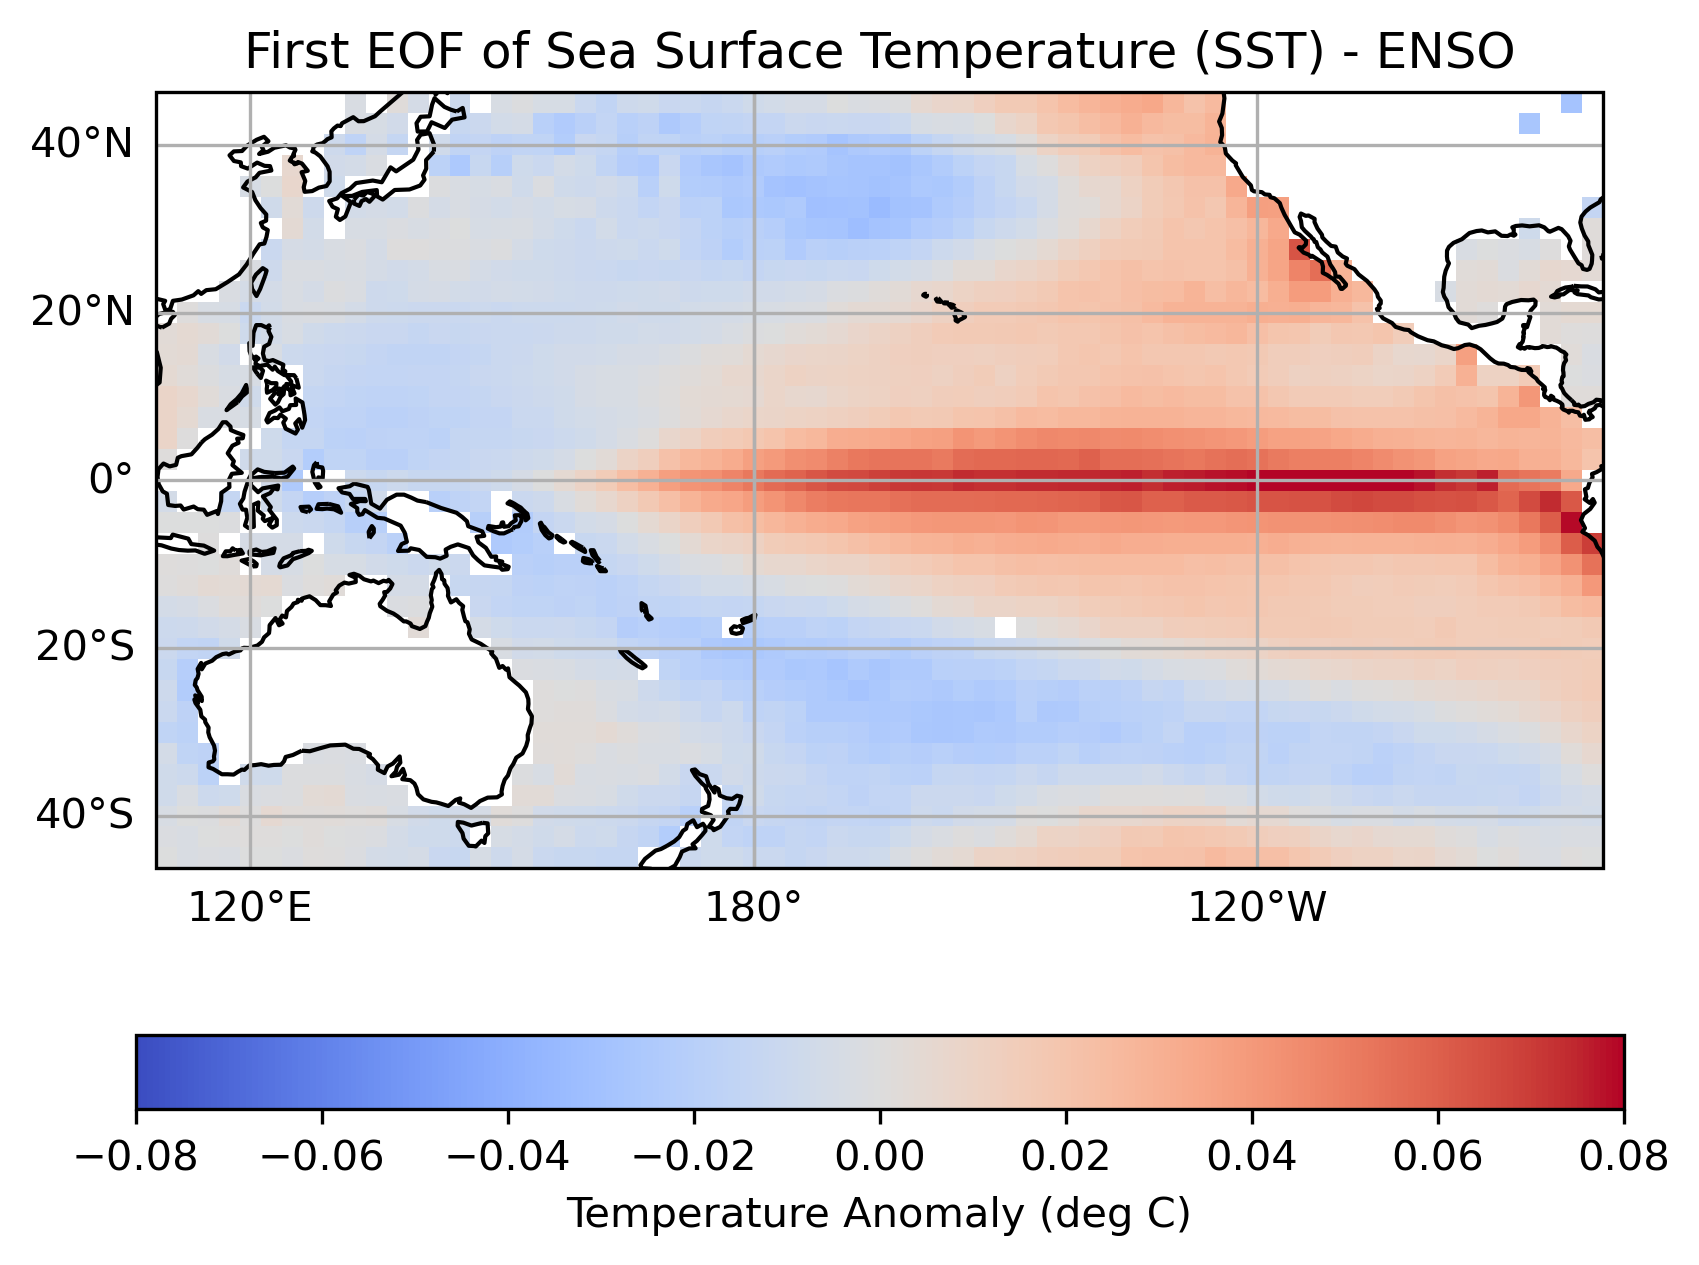 First EOF of Sea Surface Temperature (SST) - ENSO
40°N
20°N
0°
20°S
40°S
120°E 180° 120°W
−0.08 −0.06 −0.04 −0.02 0.00 0.02 0.04 0.06 0.08
Temperature Anomaly (deg C)